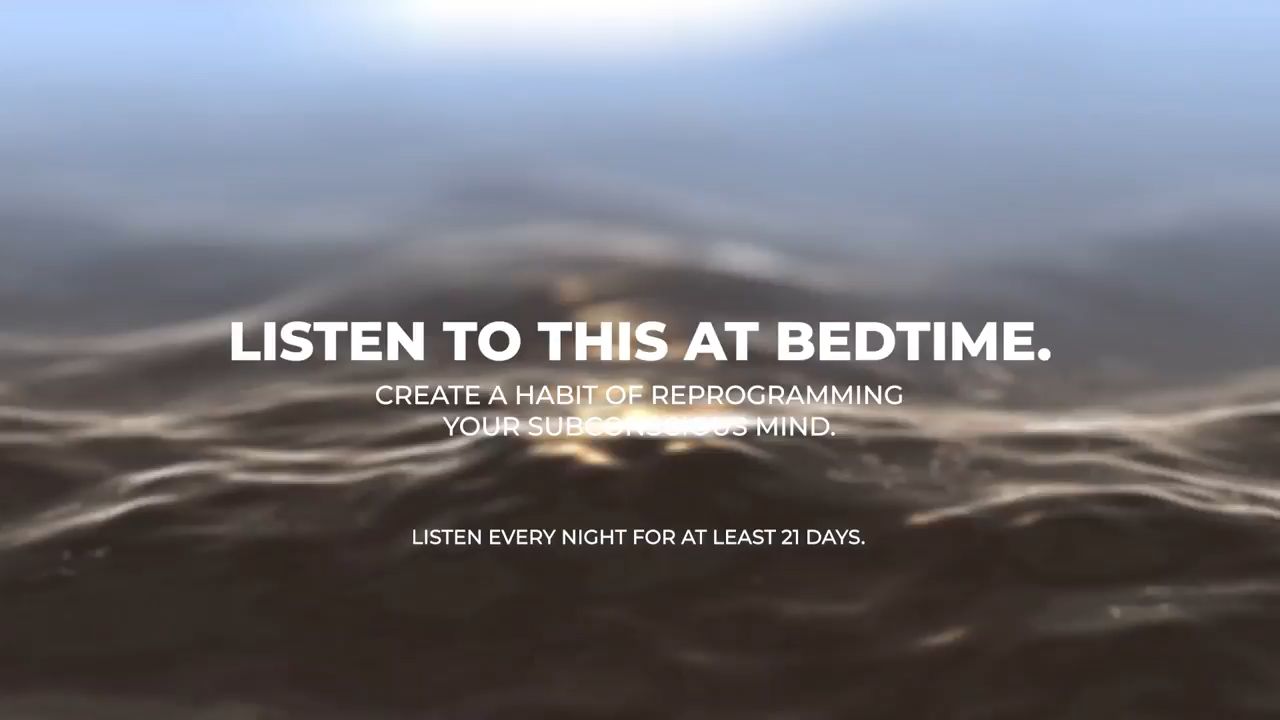 LISTEN TO THIS AT BEDTIME.
CREATE A HABIT OF REPROGRAMMING
YOUR SUBCONSCIOUS MIND.
LISTEN EVERY NIGHT FOR AT LEAST 21 DAYS.